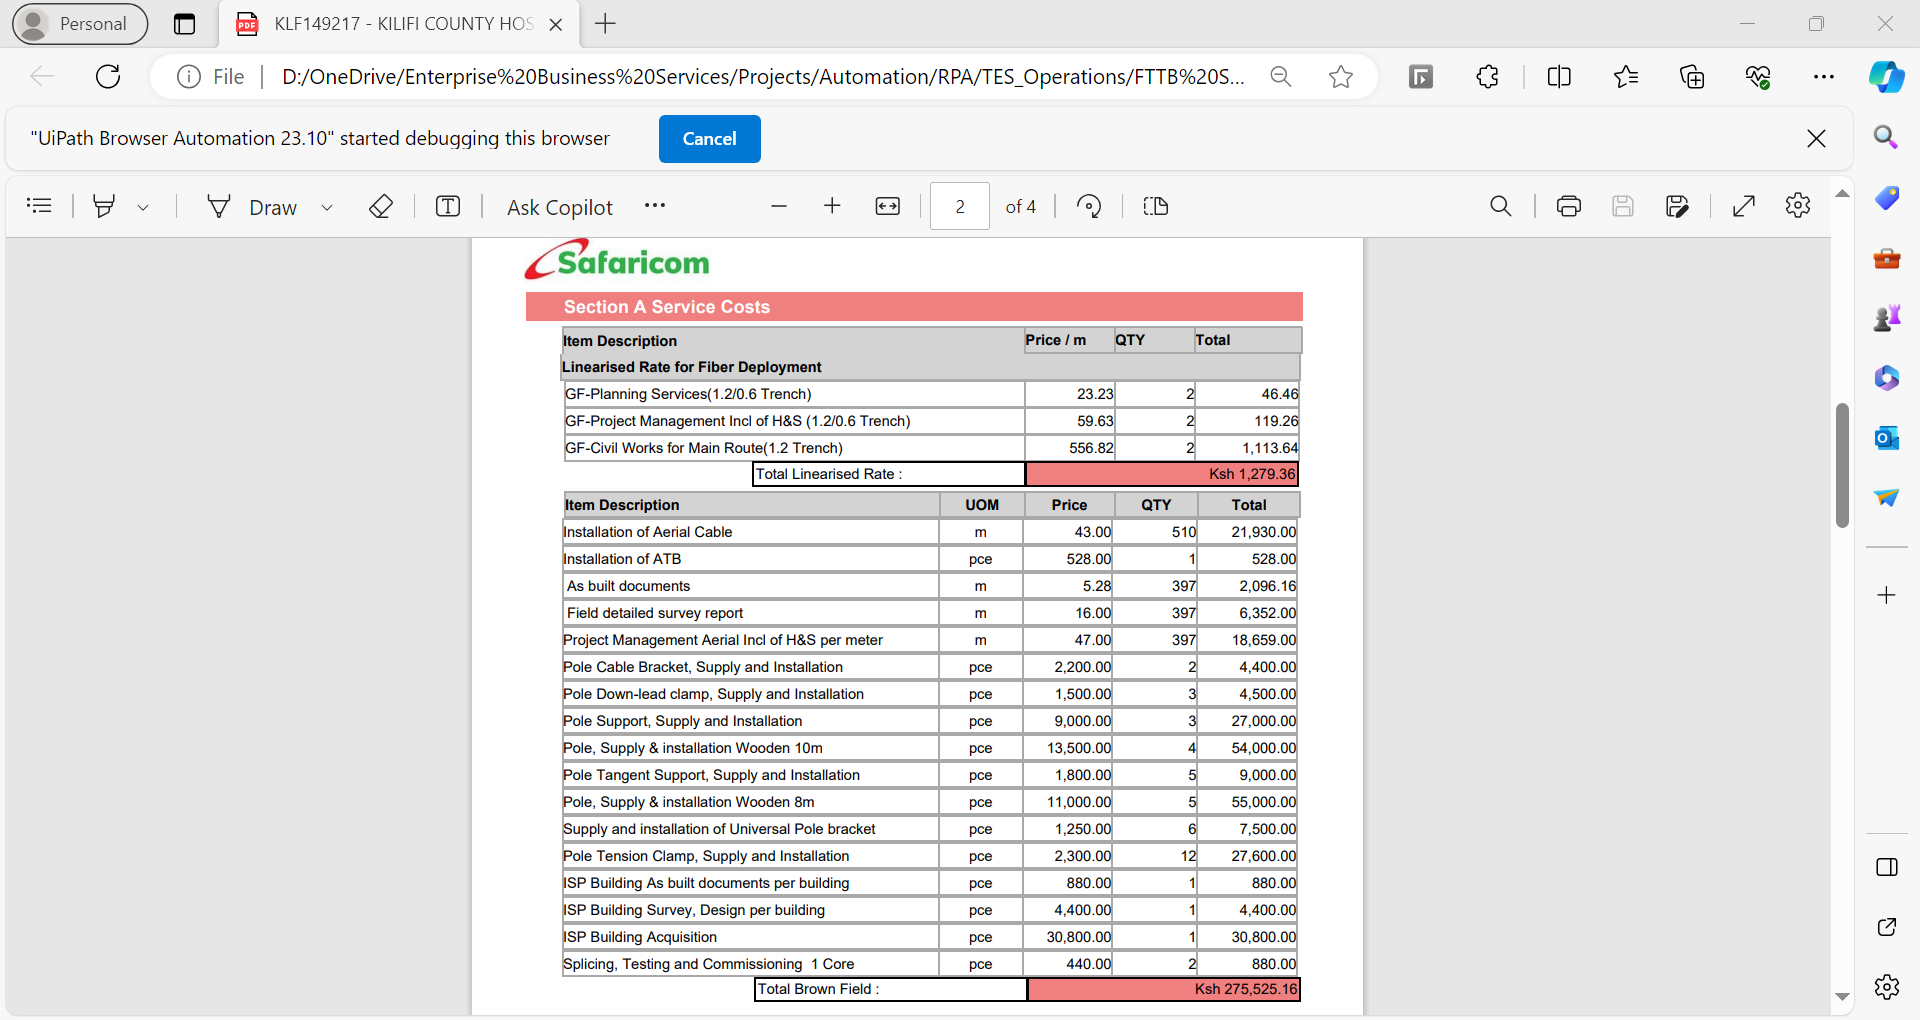 Personal
KLF149217 - KILIFI COUNTY HOS
File D:/OneDrive/Enterprise%20Business%20Services/Projects/Automation/RPA/TES_Operations/FTTB%20S...
"UiPath Browser Automation 23.10" started debugging this browser Cancel
Draw Ask Copilot 2 of 4
Safaricom
Section A Service Costs
Item Description Price / m QTY Total
Linearised Rate for Fiber Deployment
GF-Planning Services(1.2/0.6 Trench) 23.23 2 46.46
GF-Project Management Incl of H&S (1.2/0.6 Trench) 59.63 2 119.26
GF-Civil Works for Main Route(1.2 Trench) 556.82 2 1,113.64
Total Linearised Rate : Ksh 1,279.36
Item Description UOM Price QTY Total
Installation of Aerial Cable m 43.00 510 21,930.00
Installation of ATB pce 528.00 1 528.00
As built documents m 5.28 397 2,096.16
Field detailed survey report m 16.00 397 6,352.00
Project Management Aerial Incl of H&S per meter m 47.00 397 18,659.00
Pole Cable Bracket, Supply and Installation pce 2,200.00 2 4,400.00
Pole Down-lead clamp, Supply and Installation pce 1,500.00 3 4,500.00
Pole Support, Supply and Installation pce 9,000.00 3 27,000.00
Pole, Supply & installation Wooden 10m pce 13,500.00 4 54,000.00
Pole Tangent Support, Supply and Installation pce 1,800.00 5 9,000.00
Pole, Supply & installation Wooden 8m pce 11,000.00 5 55,000.00
Supply and installation of Universal Pole bracket pce 1,250.00 6 7,500.00
Pole Tension Clamp, Supply and Installation pce 2,300.00 12 27,600.00
ISP Building As built documents per building pce 880.00 1 880.00
ISP Building Survey, Design per building pce 4,400.00 1 4,400.00
ISP Building Acquisition pce 30,800.00 1 30,800.00
Splicing, Testing and Commissioning 1 Core pce 440.00 2 880.00
Total Brown Field : Ksh 275,525.16